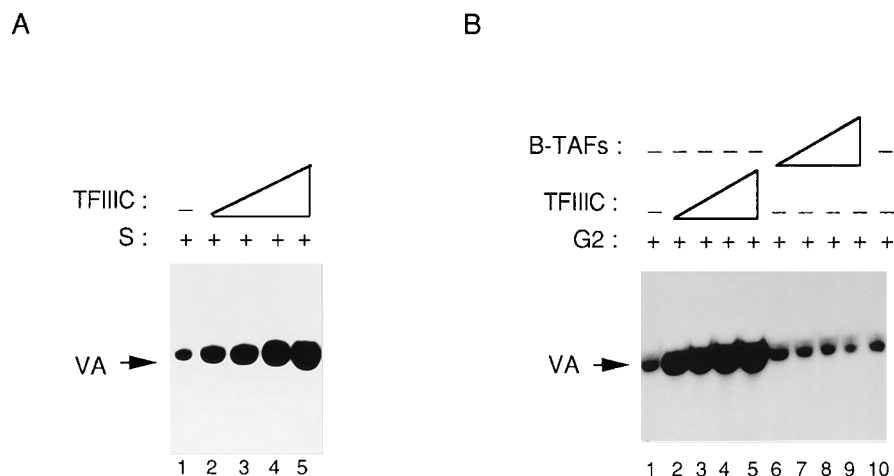 A
TFIIIC : –
S : + + + + +
VA
1 2 3 4 5
B
B-TAFs : – – – – – –
TFIIIC : – – – – – –
G2 : + + + + + + + + + +
VA
1 2 3 4 5 6 7 8 9 10